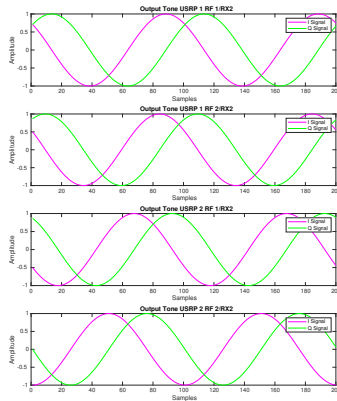 Output Tone USRP 1 RF 1/RX2
1
0.5
0
-0.5
-1
Amplitude
I Signal
Q Signal
0 20 40 60 80 100 120 140 160 180 200
Samples
Output Tone USRP 1 RF 2/RX2
1
0.5
0
-0.5
-1
Amplitude
I Signal
Q Signal
0 20 40 60 80 100 120 140 160 180 200
Samples
Output Tone USRP 2 RF 1/RX2
1
0.5
0
-0.5
-1
Amplitude
I Signal
Q Signal
0 20 40 60 80 100 120 140 160 180 200
Samples
Output Tone USRP 2 RF 2/RX2
1
0.5
0
-0.5
-1
Amplitude
I Signal
Q Signal
0 20 40 60 80 100 120 140 160 180 200
Samples